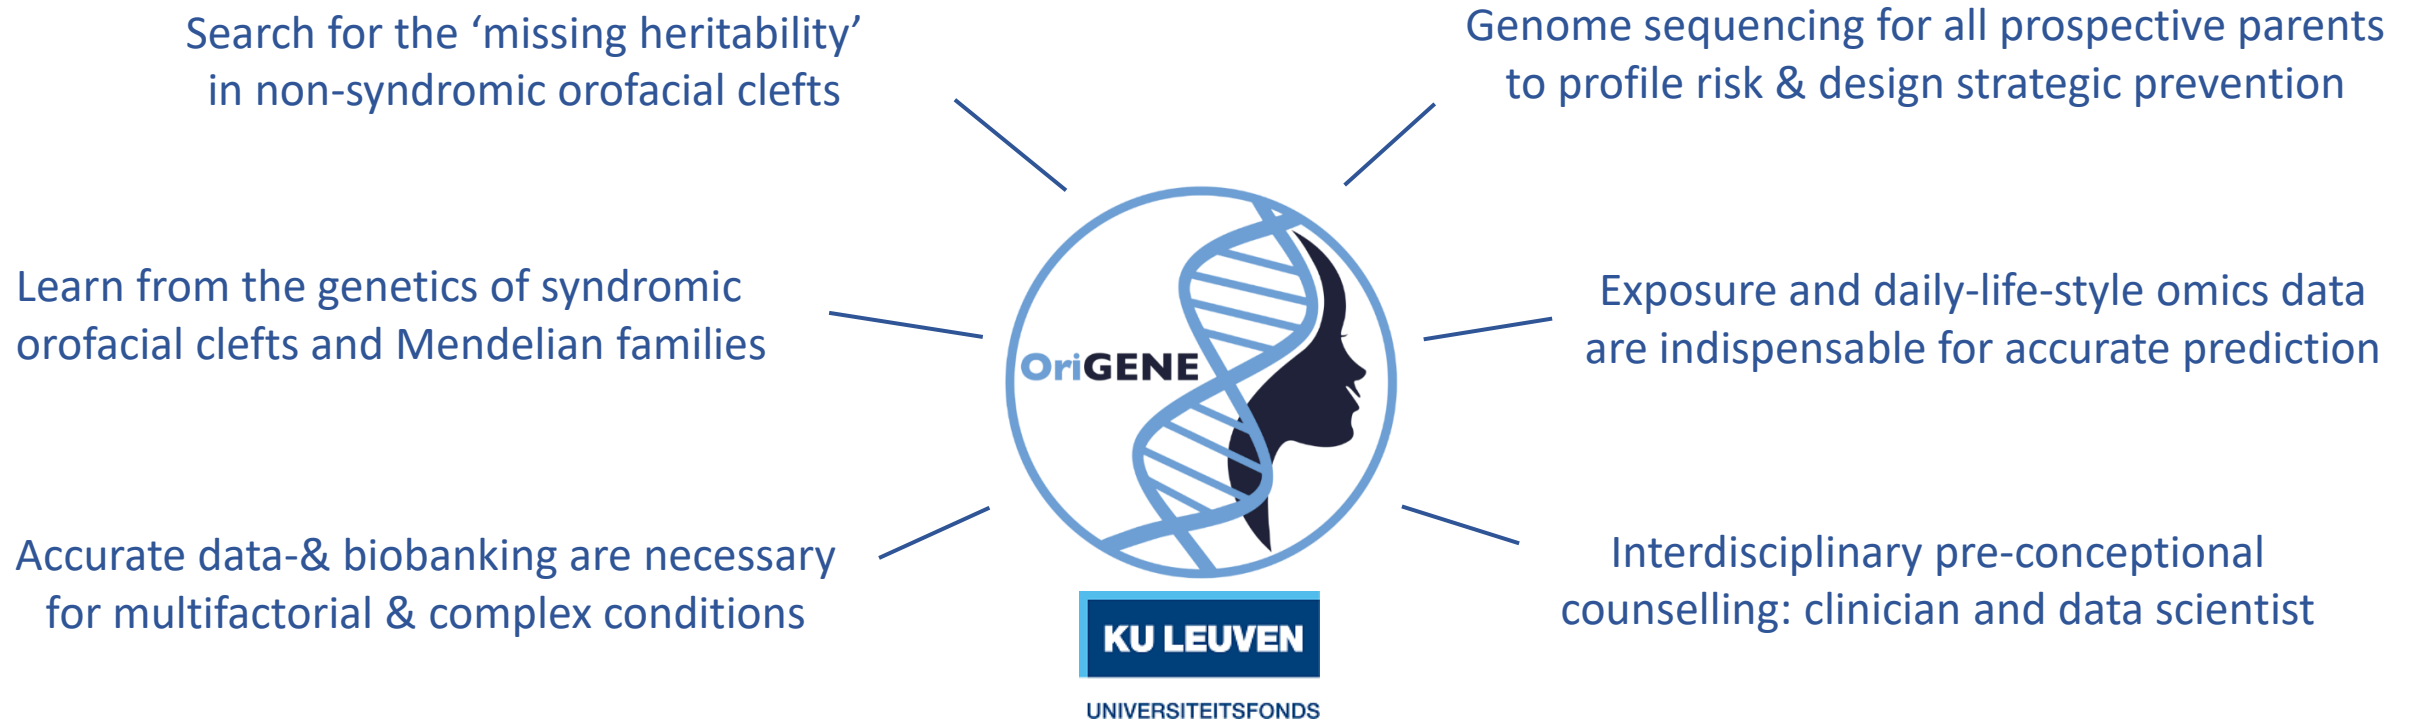 Search for the ‘missing heritability’
in non-syndromic orofacial clefts
Genome sequencing for all prospective parents
to profile risk & design strategic prevention
Learn from the genetics of syndromic
orofacial clefts and Mendelian families
OriGENE
Exposure and daily-life-style omics data
are indispensable for accurate prediction
Accurate data-& biobanking are necessary
for multifactorial & complex conditions
Interdisciplinary pre-conceptional
counselling: clinician and data scientist
KU LEUVEN
UNIVERSITEITSFONDS